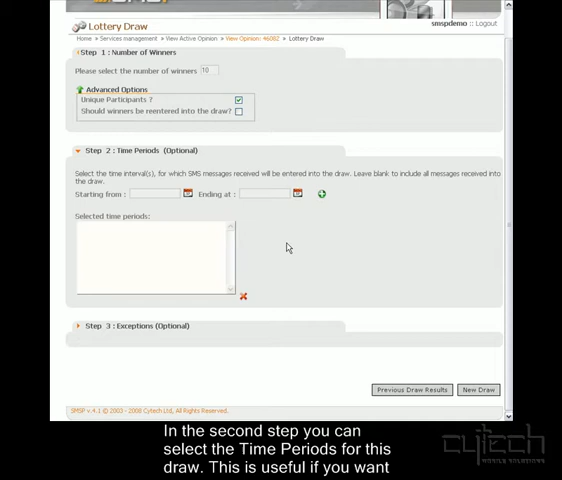 Lottery Draw
smspdemo :: Logout
Home » Services management » View Active Opinion » View Opinion: 46082 » Lottery Draw
Step 1 : Number of Winners
Please select the number of winners 10
Advanced Options
Unique Participants ?
Should winners be reentered into the draw?
Step 2 : Time Periods (Optional)
Select the time interval(s), for which SMS messages received will be entered into the draw. Leave blank to include all messages received into
the draw.
Starting from : Ending at :
Selected time periods:
Step 3 : Exceptions (Optional)
Previous Draw Results New Draw
SMSP v.4.1 © 2003 - 2008 Cytech Ltd, All Rights Reserved.
In the second step you can
select the Time Periods for this
draw. This is useful if you want
cytech
MOBILE SOLUTIONS